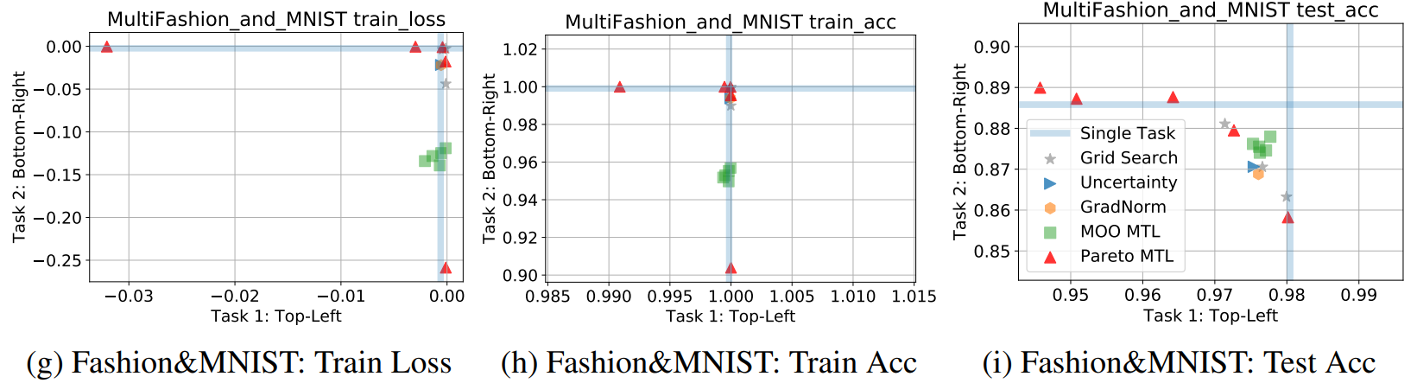 MultiFashion_and_MNIST train_loss
0.00
−0.05
−0.10
−0.15
−0.20
−0.25
Task 2: Bottom-Right
−0.03 −0.02 −0.01 0.00
Task 1: Top-Left
(g) Fashion&MNIST: Train Loss
MultiFashion_and_MNIST train_acc
1.02
1.00
0.98
0.96
0.94
0.92
0.90
Task 2: Bottom-Right
0.985 0.990 0.995 1.000 1.005 1.010 1.015
Task 1: Top-Left
(h) Fashion&MNIST: Train Acc
MultiFashion_and_MNIST test_acc
0.90
0.89
0.88
0.87
0.86
0.85
Task 2: Bottom-Right
Single Task
Grid Search
Uncertainty
GradNorm
MOO MTL
Pareto MTL
0.95 0.96 0.97 0.98 0.99
Task 1: Top-Left
(i) Fashion&MNIST: Test Acc